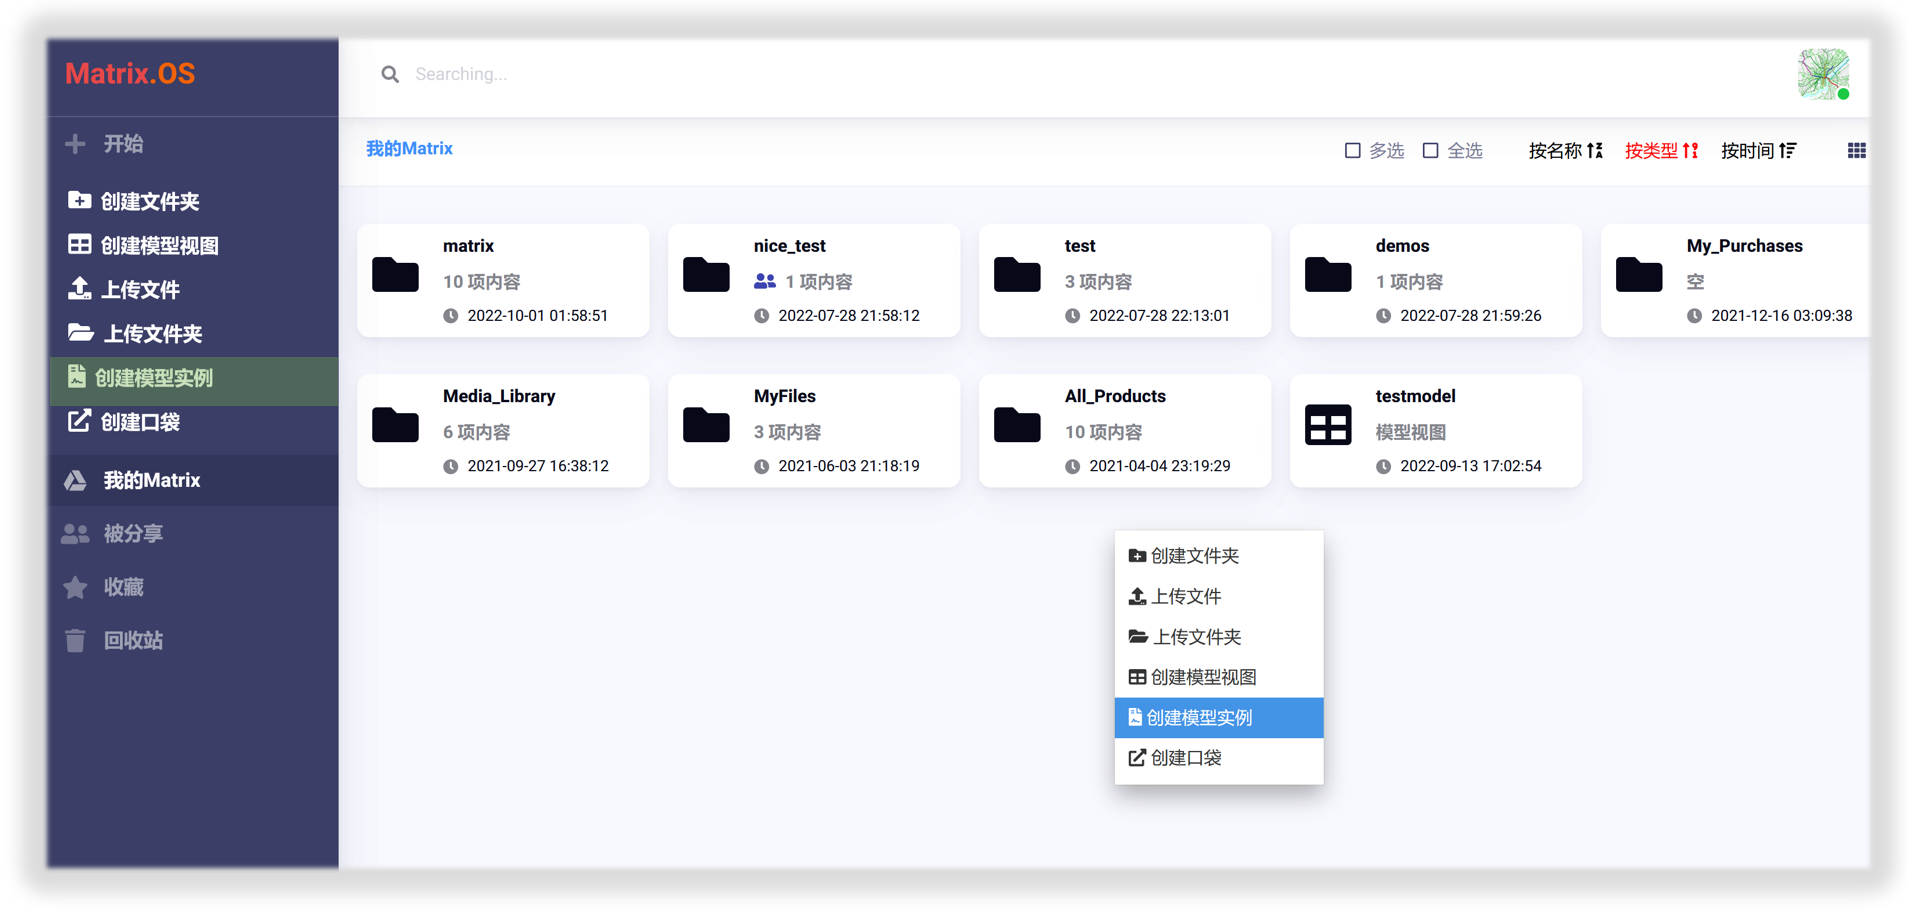 Matrix.OS
Searching...
开始
创建文件夹
创建模型视图
上传文件
上传文件夹
创建模型实例
创建口袋
我的Matrix
被分享
收藏
回收站
我的Matrix
多选 全选 按名称 按类型 按时间
matrix
10 项内容
2022-10-01 01:58:51
nice_test
1 项内容
2022-07-28 21:58:12
test
3 项内容
2022-07-28 22:13:01
demos
1 项内容
2022-07-28 21:59:26
My_Purchases
空
2021-12-16 03:09:38
Media_Library
6 项内容
2021-09-27 16:38:12
MyFiles
3 项内容
2021-06-03 21:18:19
All_Products
10 项内容
2021-04-04 23:19:29
testmodel
模型视图
2022-09-13 17:02:54
创建文件夹
上传文件
上传文件夹
创建模型视图
创建模型实例
创建口袋